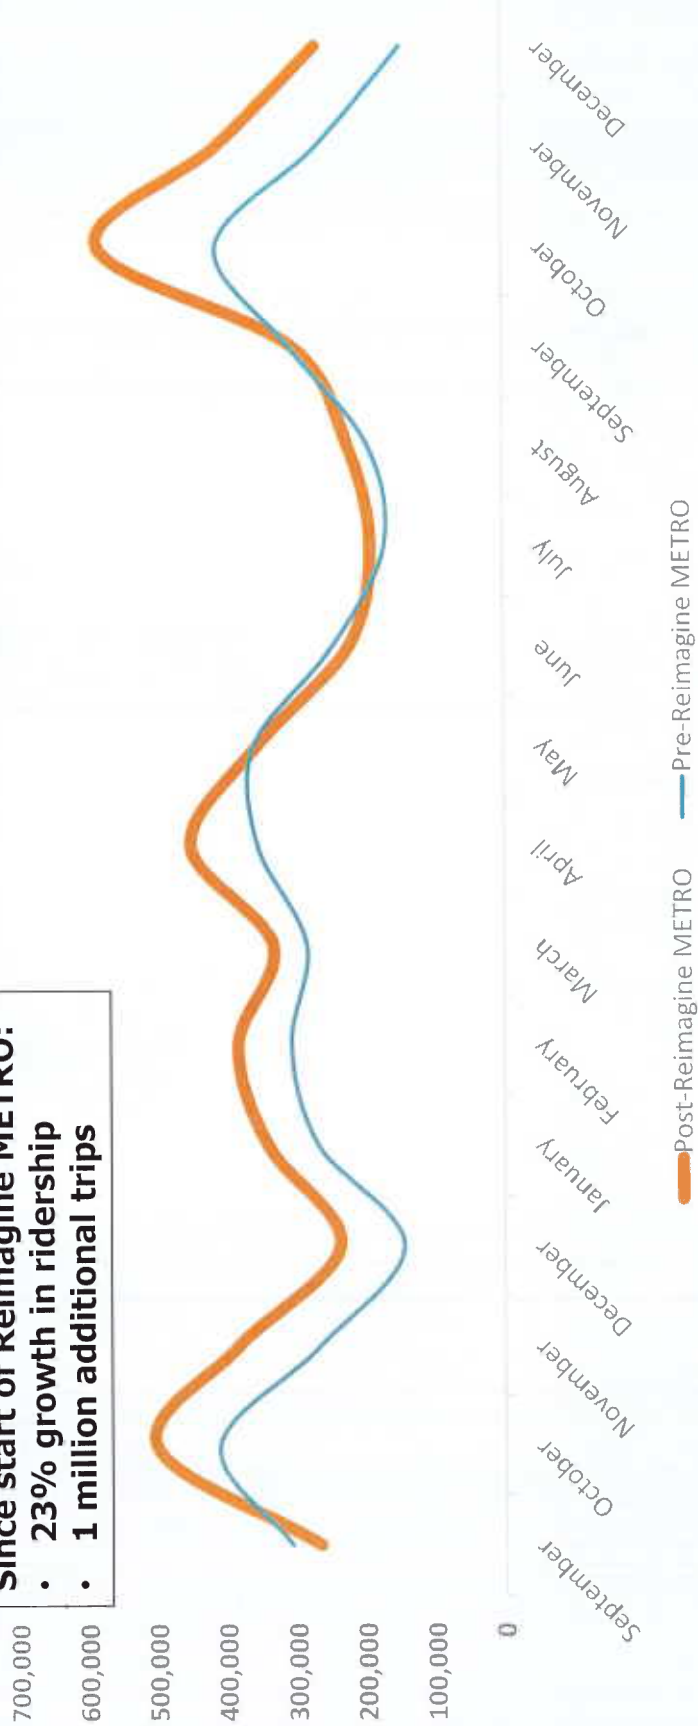 Since start of Reimagine METRO:
• 23% growth in ridership
• 1 million additional trips
700,000
600,000
500,000
400,000
300,000
200,000
100,000
0
September
October
November
December
January
February
March
April
May
June
July
August
September
October
November
December
Post-Reimagine METRO
Pre-Reimagine METRO